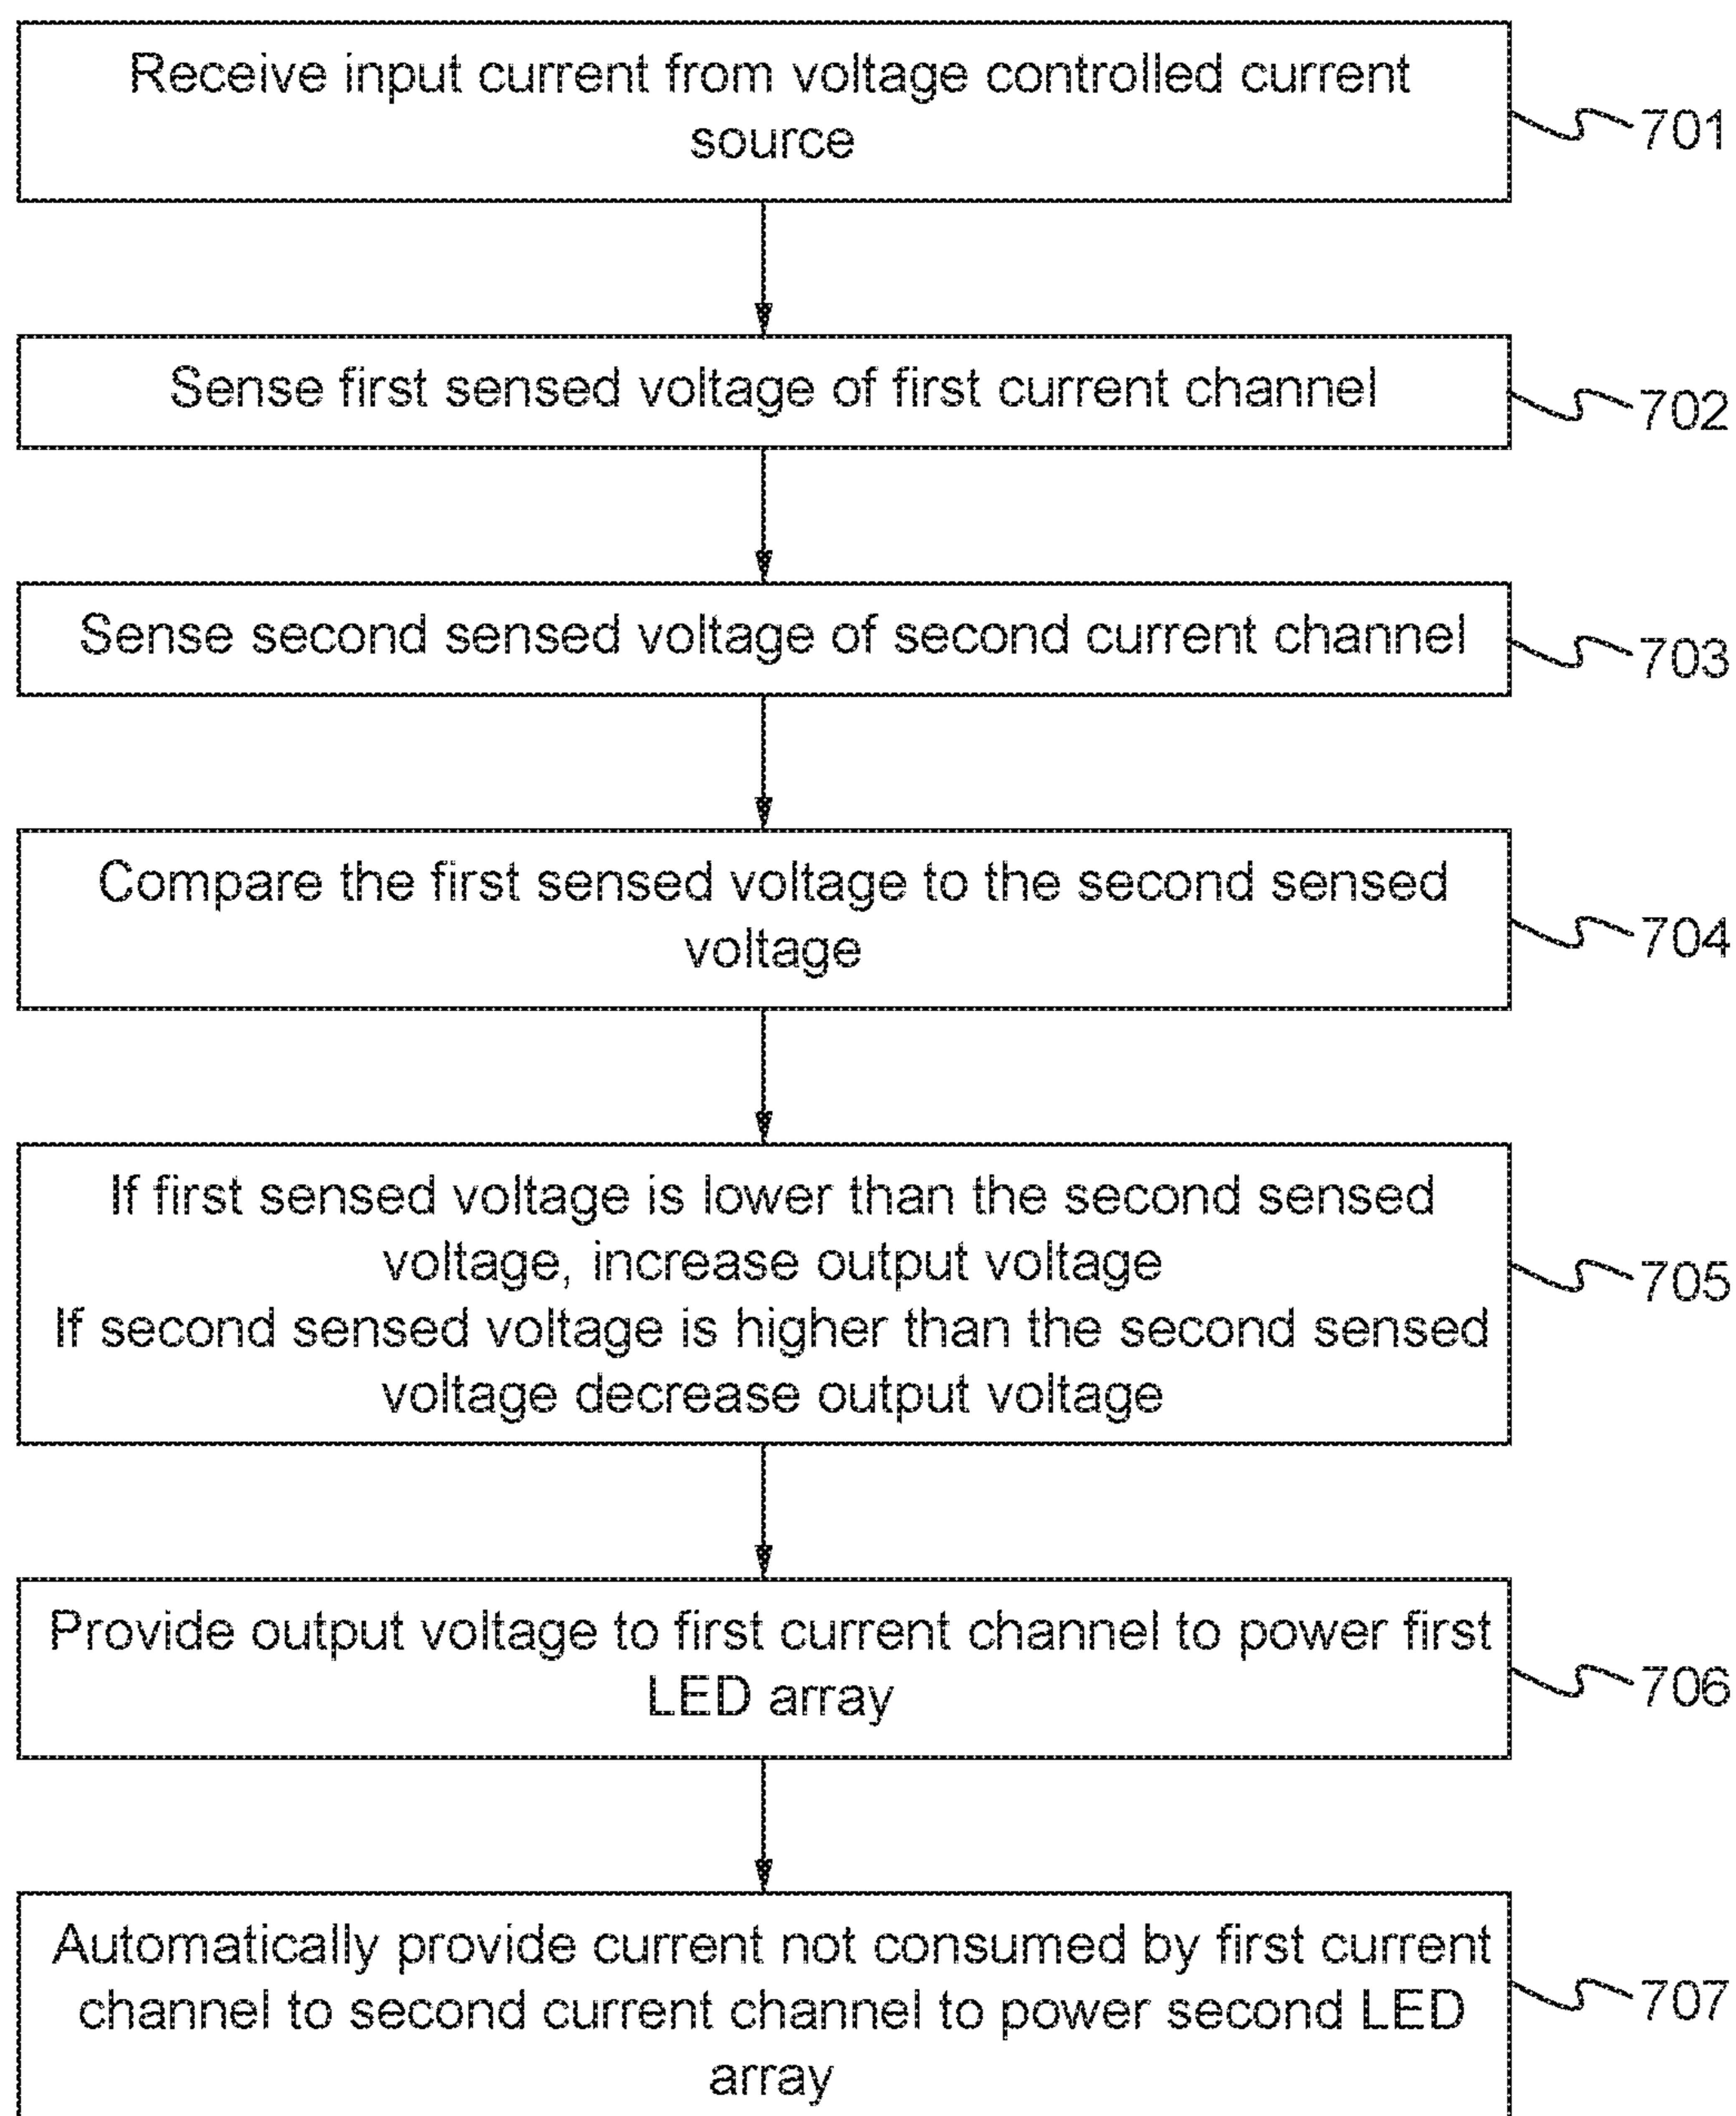 Receive input current from voltage controlled current
source
701
Sense first sensed voltage of first current channel
702
Sense second sensed voltage of second current channel
703
Compare the first sensed voltage to the second sensed
voltage
704
If first sensed voltage is lower than the second sensed
voltage, increase output voltage
If second sensed voltage is higher than the second sensed
voltage decrease output voltage
705
Provide output voltage to first current channel to power first
LED array
706
Automatically provide current not consumed by first current
channel to second current channel to power second LED
array
707